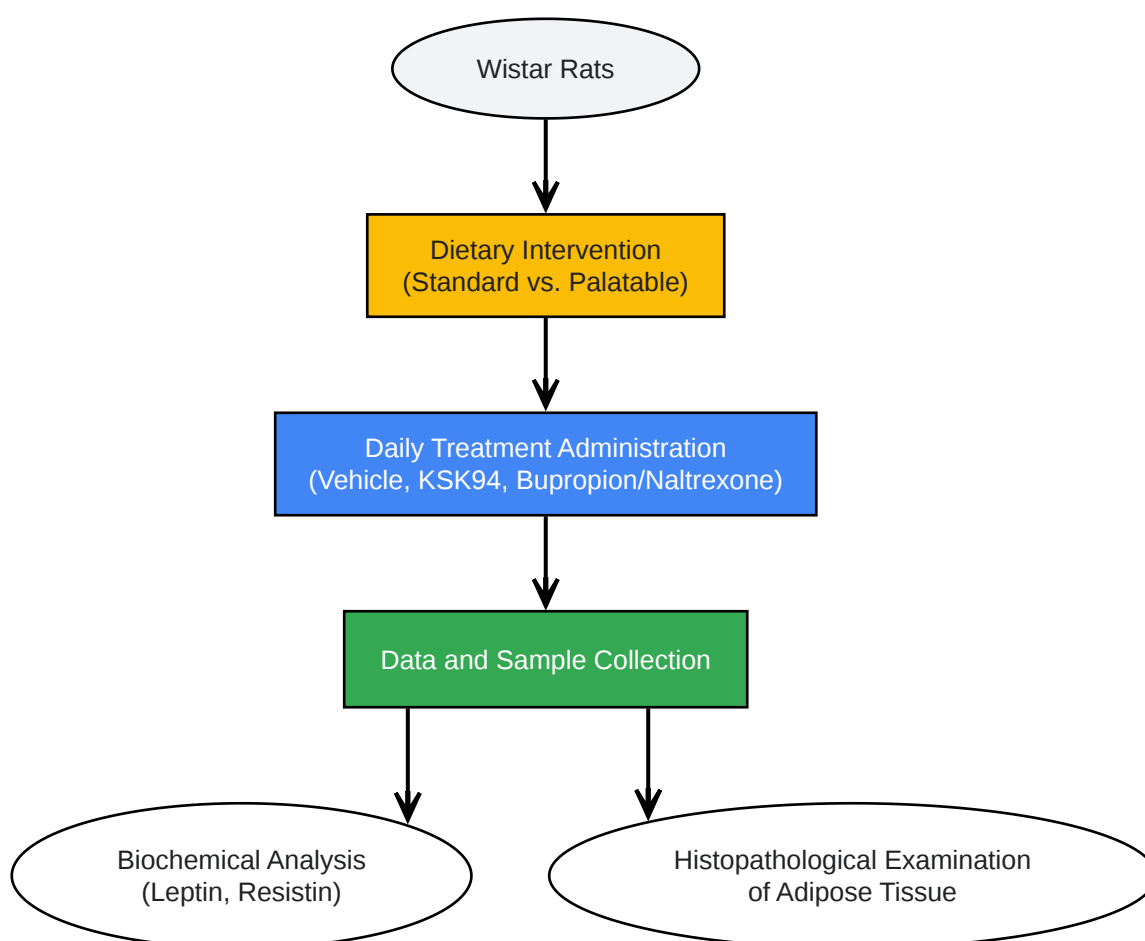 Wistar Rats
Dietary Intervention
(Standard vs. Palatable)
Daily Treatment Administration
(Vehicle, KSK94, Bupropion/Naltrexone)
Data and Sample Collection
Biochemical Analysis
(Leptin, Resistin)
Histopathological Examination
of Adipose Tissue